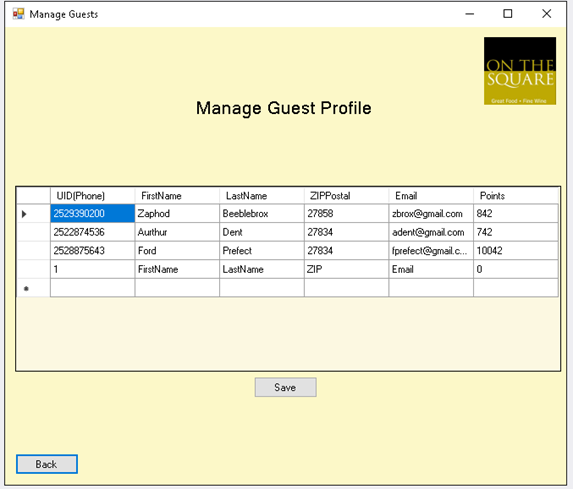 Manage Guests
ON THE
SQUARE
Great Food • Fine Wine
Manage Guest Profile
UID(Phone) FirstName LastName ZIPPostal Email Points
2529390200 Zaphod Beeblebrox 27858 zbrox@gmail.com 842
2522874536 Aurthur Dent 27834 adent@gmail.com 742
2528875643 Ford Prefect 27834 fprefect@gmail.c... 10042
1 FirstName LastName ZIP Email 0
Save
Back